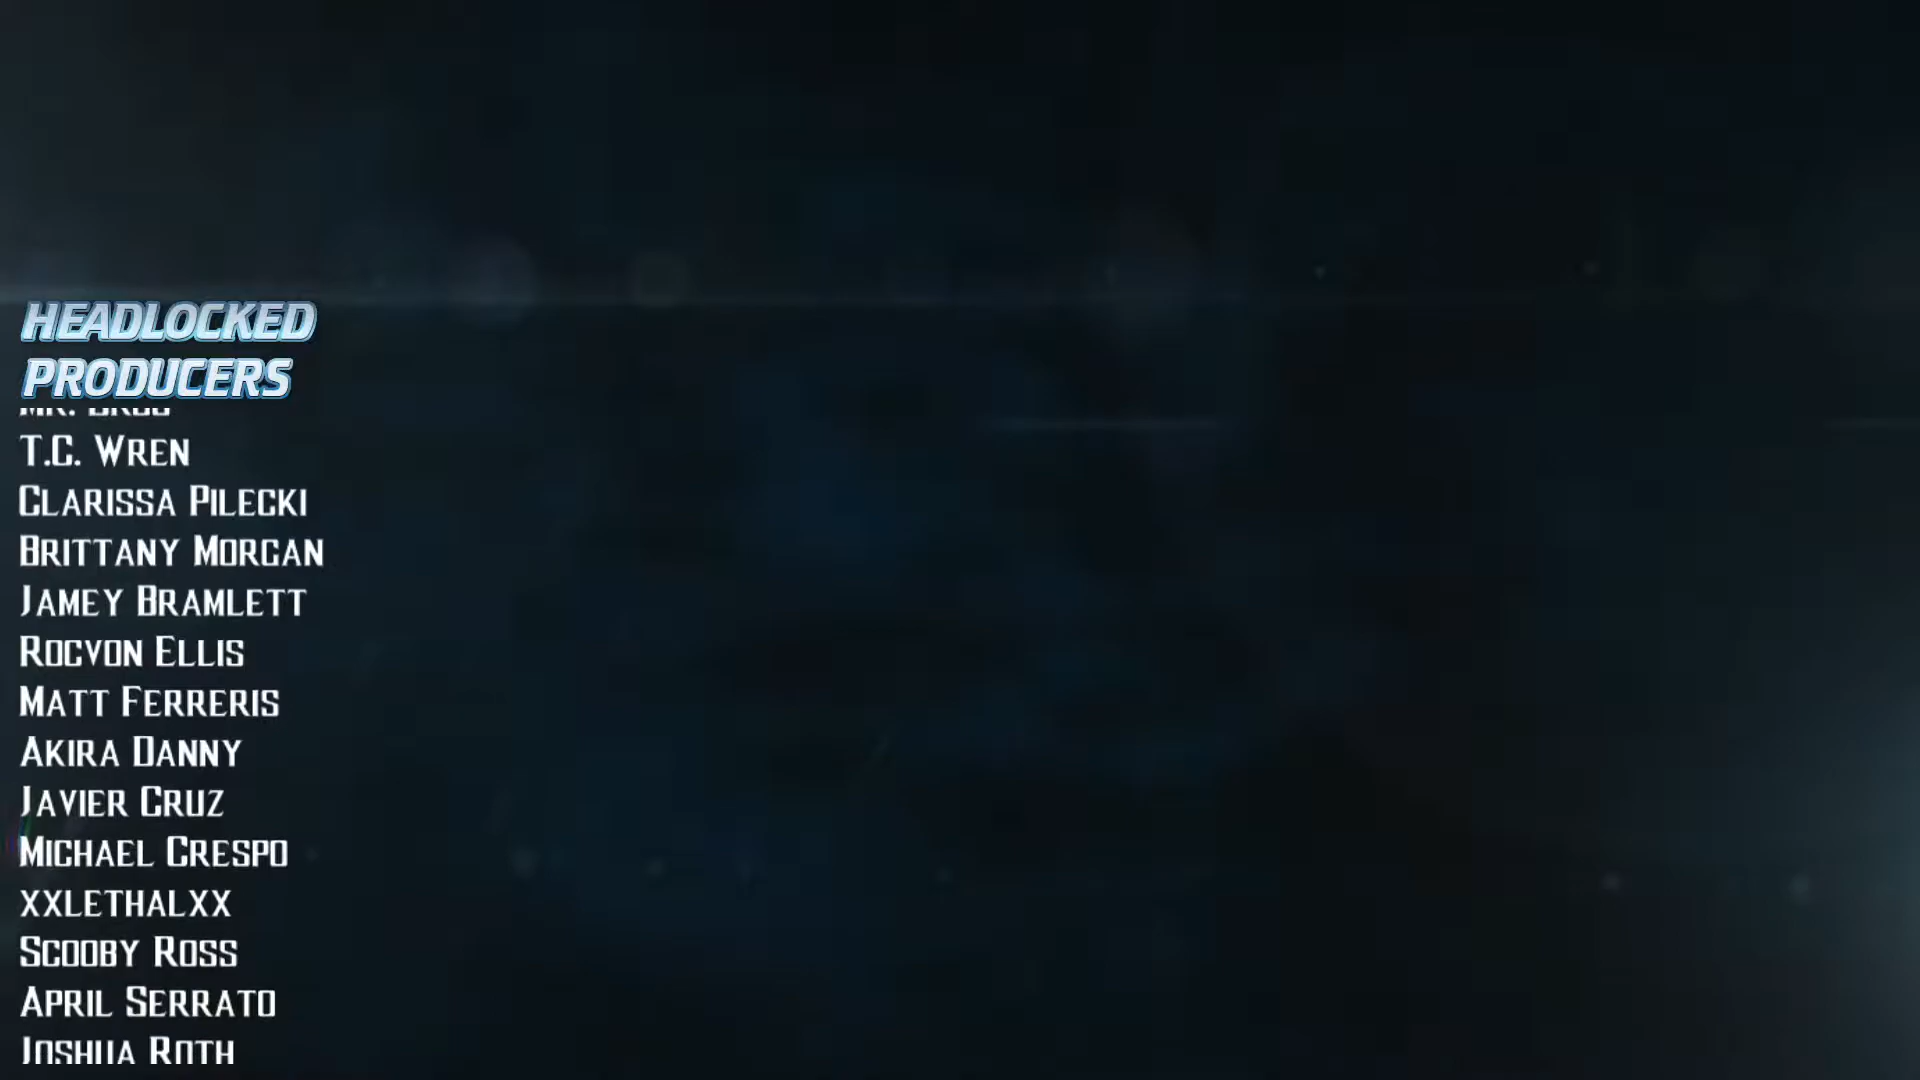 HEADLOCKED
PRODUCERS
MR.
T.C. WREN
CLARISSA PILECKI
BRITTANY MORGAN
JAMEY BRAMLETT
ROCVON ELLIS
MATT FERRERIS
AKIRA DANNY
JAVIER CRUZ
MICHAEL CRESPO
XXLETHALXX
SCOOBY ROSS
APRIL SERRATO
JOSHUA ROTH